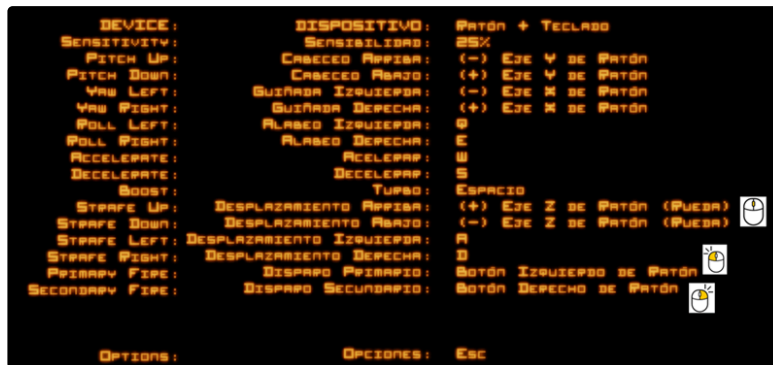 DEVICE: DISPOSITIVO: Ratón + Teclado
Sensitivity: Sensibilidad: 25%
Pitch Up: Cabeceo Arriba: (-) Eje Y de Ratón
Pitch Down: Cabeceo Abajo: (+) Eje Y de Ratón
Yaw Left: Guiñada Izquierda: (-) Eje X de Ratón
Yaw Right: Guiñada Derecha: (+) Eje X de Ratón
Roll Left: Alabeo Izquierda: Q
Roll Right: Alabeo Derecha: E
Accelerate: Acelerar: W
Decelerate: Decelerar: S
Boost: Turbo: Espacio
Strafe Up: Desplazamiento Arriba: (+) Eje Z de Ratón (Rueda)
Strafe Down: Desplazamiento Abajo: (-) Eje Z de Ratón (Rueda)
Strafe Left: Desplazamiento Izquierda: A
Strafe Right: Desplazamiento Derecha: D
Primary Fire: Disparo Primario: Botón Izquierdo de Ratón
Secondary Fire: Disparo Secundario: Botón Derecho de Ratón
Options: Opciones: Esc